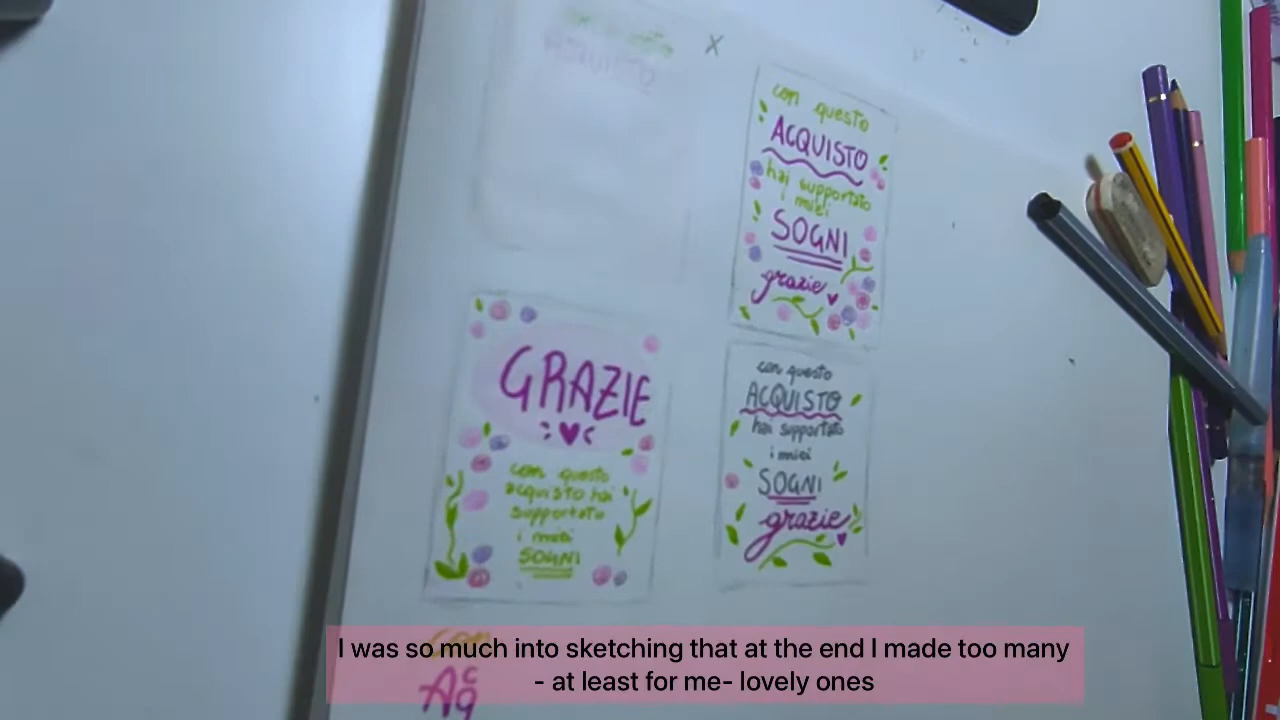 ACQUISTO
x
con questo
ACQUISTO
hai supportato
i miei
SOGNI
grazie
GRAZIE
con questo
acquisto hai
supportato
i miei
SOGNI
con questo
ACQUISTO
hai supportato
i miei
SOGNI
grazie
con
I was so much into sketching that at the end I made too many
- at least for me- lovely ones